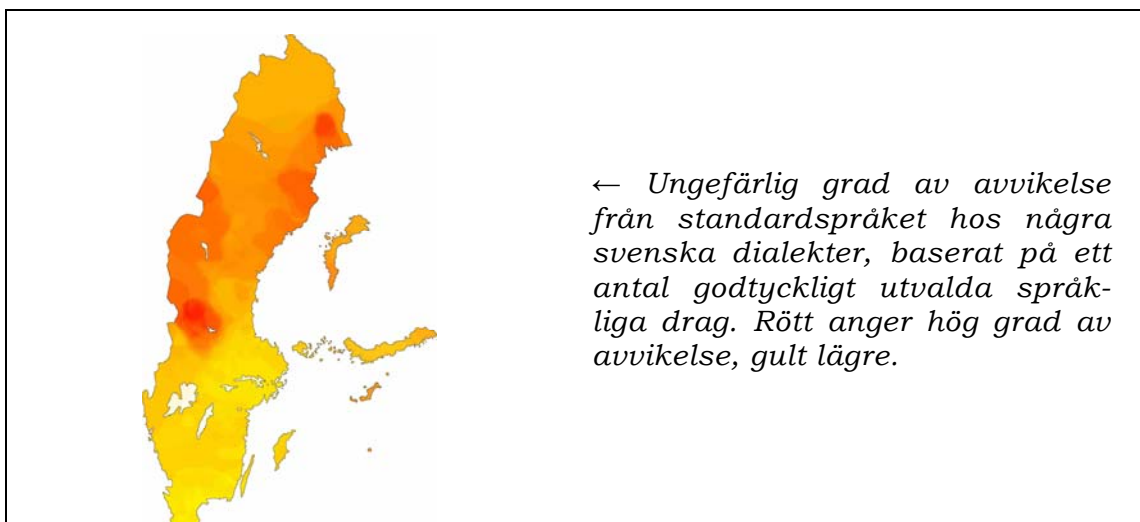 ← Ungefärlig grad av avvikelse
från standardspråket hos några
svenska dialekter, baserat på ett
antal godtyckligt utvalda språk-
liga drag. Rött anger hög grad av
avvikelse, gult lägre.